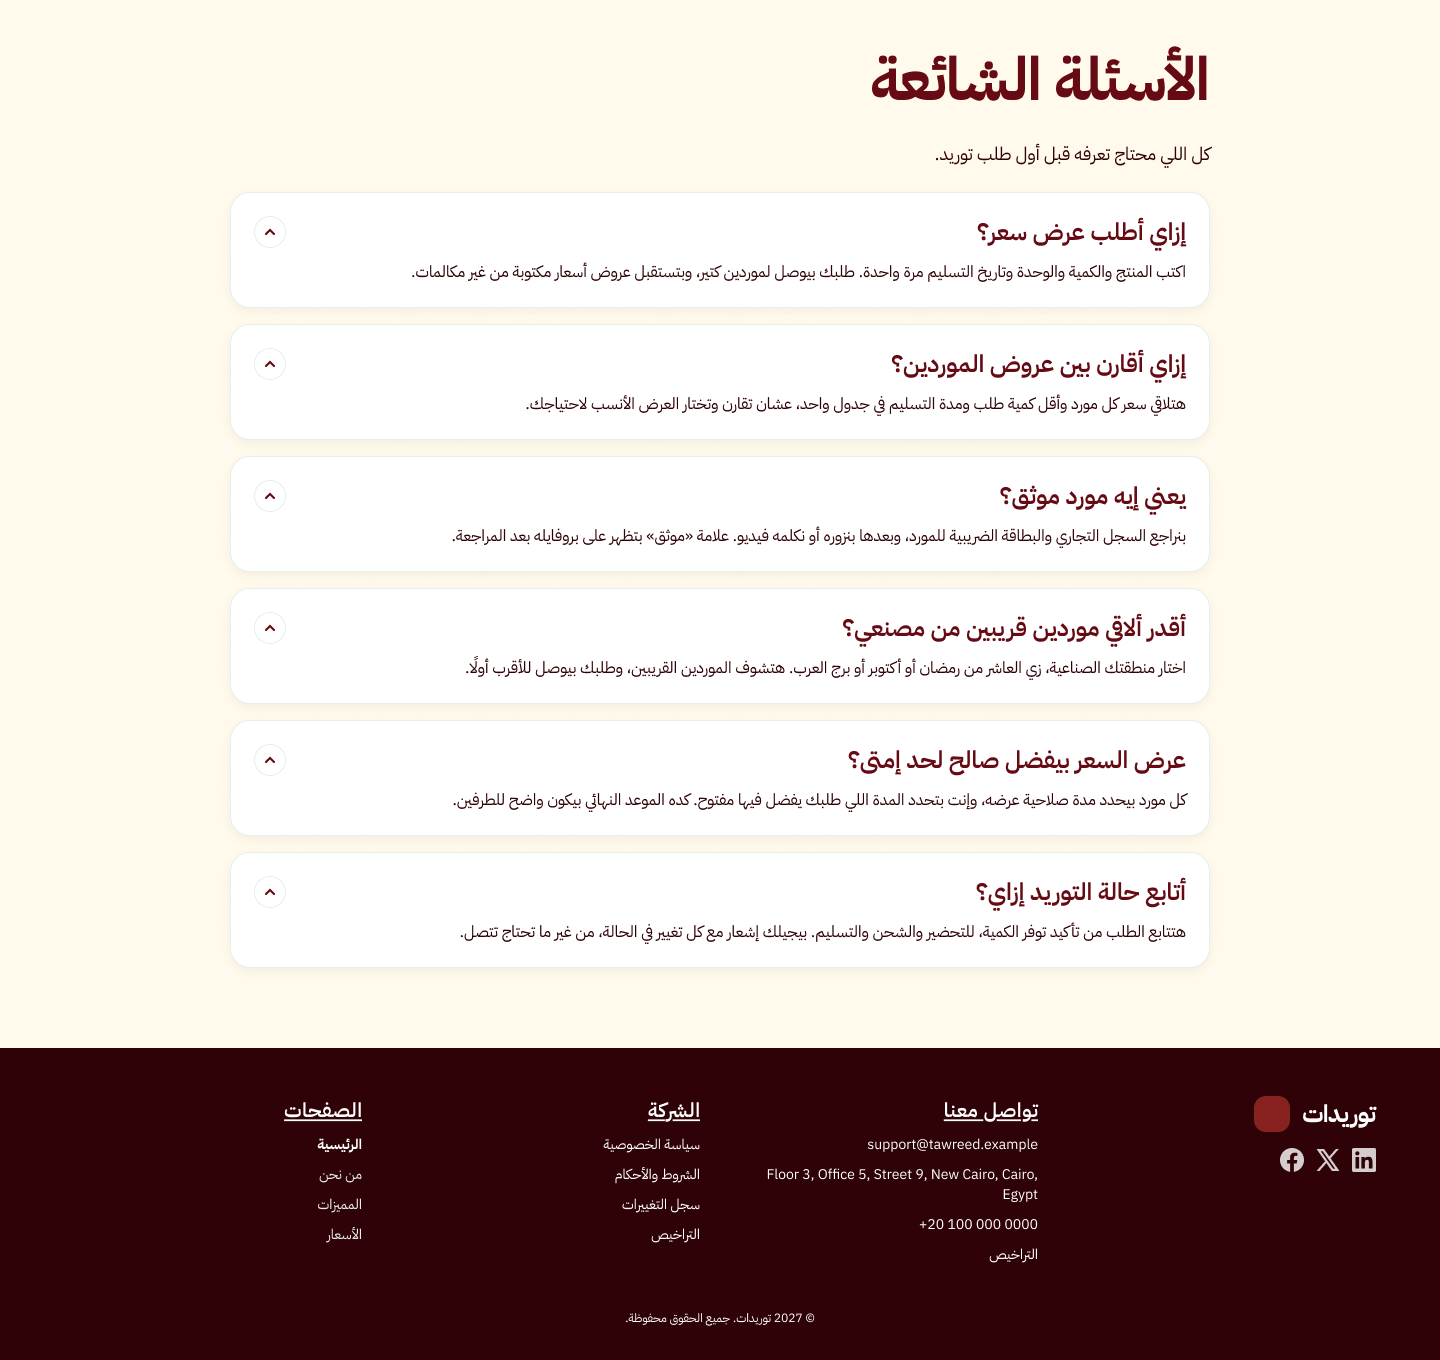 الأسئلة الشائعة
كل اللي محتاج تعرفه قبل أول طلب توريد.
إزاي أطلب عرض سعر؟
اكتب المنتج والكمية والوحدة وتاريخ التسليم مرة واحدة. طلبك بيوصل لموردين كتير، وبتستقبل عروض أسعار مكتوبة من غير مكالمات.
إزاي أقارن بين عروض الموردين؟
هتلاقي سعر كل مورد وأقل كمية طلب ومدة التسليم في جدول واحد، عشان تقارن وتختار العرض الأنسب لاحتياجك.
يعني إيه مورد موثق؟
بنراجع السجل التجاري والبطاقة الضريبية للمورد، وبعدها بنزوره أو نكلمه فيديو. علامة «موثق» بتظهر على بروفايله بعد المراجعة.
أقدر ألاقي موردين قريبين من مصنعي؟
اختار منطقتك الصناعية، زي العاشر من رمضان أو أكتوبر أو برج العرب. هتشوف الموردين القريبين، وطلبك بيوصل للأقرب أولًا.
عرض السعر بيفضل صالح لحد إمتى؟
كل مورد بيحدد مدة صلاحية عرضه، وإنت بتحدد المدة اللي طلبك يفضل فيها مفتوح. كده الموعد النهائي بيكون واضح للطرفين.
أتابع حالة التوريد إزاي؟
هتتابع الطلب من تأكيد توفر الكمية، للتحضير والشحن والتسليم. بيجيلك إشعار مع كل تغيير في الحالة، من غير ما تحتاج تتصل.
توريدات
تواصل معنا
support@tawreed.example
Floor 3, Office 5, Street 9, New Cairo, Cairo,
Egypt
+20 100 000 0000
التراخيص
الشركة
سياسة الخصوصية
الشروط والأحكام
سجل التغييرات
التراخيص
الصفحات
الرئيسية
من نحن
المميزات
الأسعار
© 2027 توريدات. جميع الحقوق محفوظة.